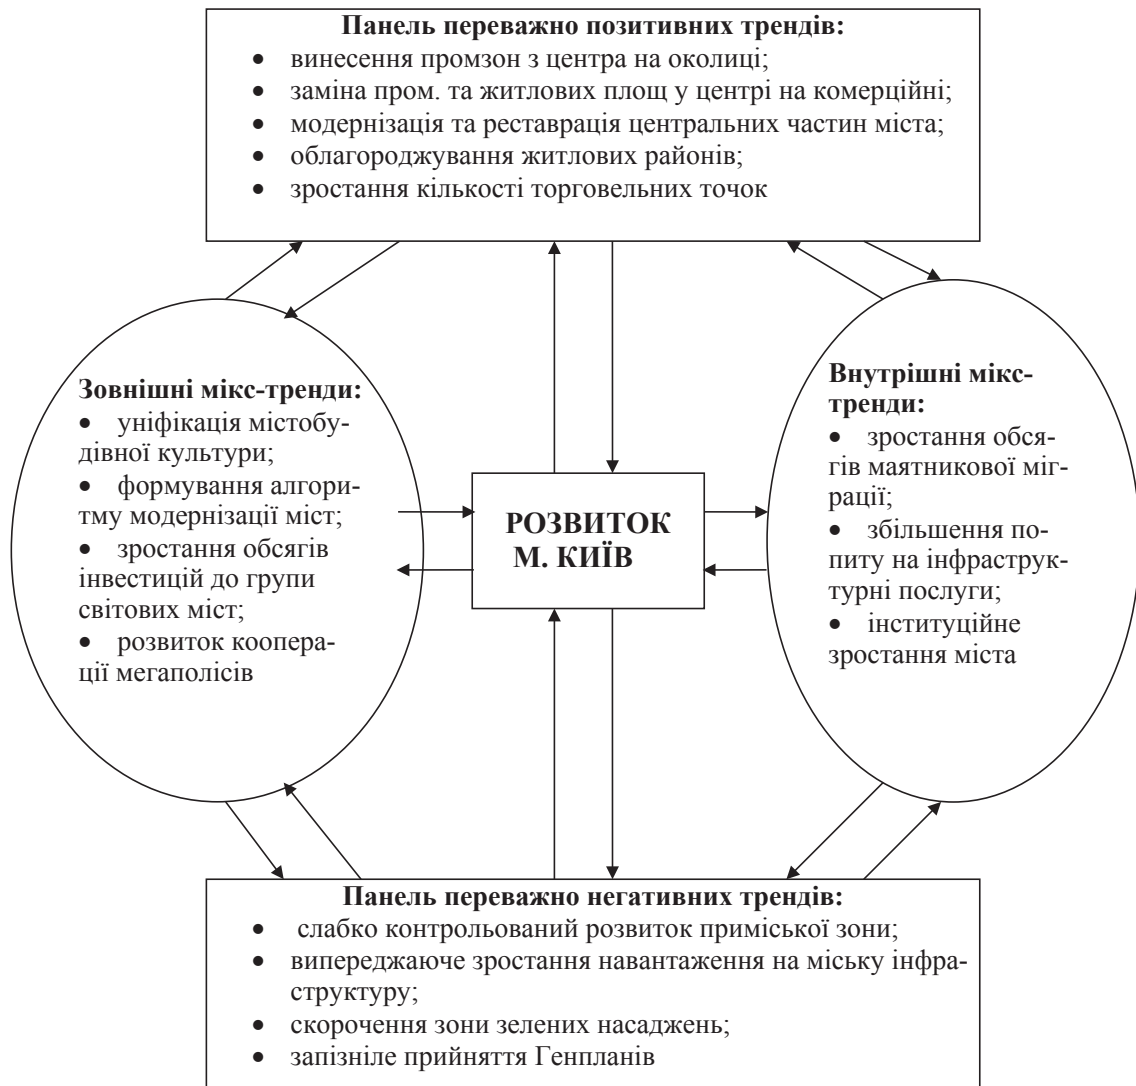 Панель переважно позитивних трендів:
• винесення промзон з центра на околиці;
• заміна пром. та житлових площ у центрі на комерційні;
• модернізація та реставрація центральних частин міста;
• облагороджування житлових районів;
• зростання кількості торговельних точок
Зовнішні мікс-тренди:
• уніфікація містобу-
дівної культури;
• формування алгори-
тму модернізації міст;
• зростання обсягів
інвестицій до групи
світових міст;
• розвиток коопера-
ції мегаполісів
РОЗВИТОК
М. КИЇВ
Внутрішні мікс-
тренди:
• зростання обся-
гів маятникової міг-
рації;
• збільшення по-
питу на інфраструк-
турні послуги;
• інституційне
зростання міста
Панель переважно негативних трендів:
• слабко контрольований розвиток приміської зони;
• випереджаюче зростання навантаження на міську інфра-
структуру;
• скорочення зони зелених насаджень;
• запізніле прийняття Генпланів